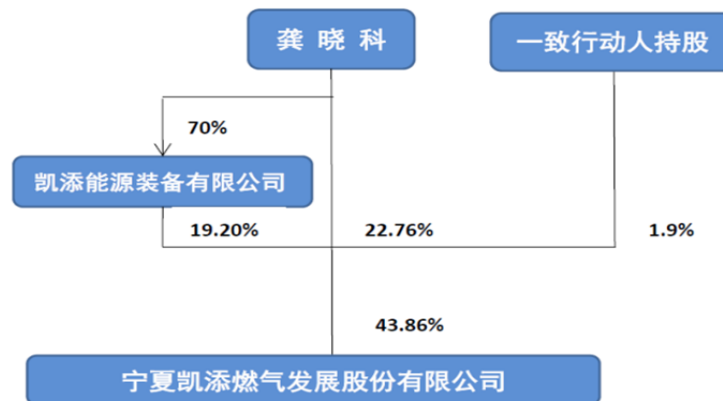 龚晓科
一致行动人持股
70%
凯添能源装备有限公司
19.20%
22.76%
1.9%
43.86%
宁夏凯添燃气发展股份有限公司